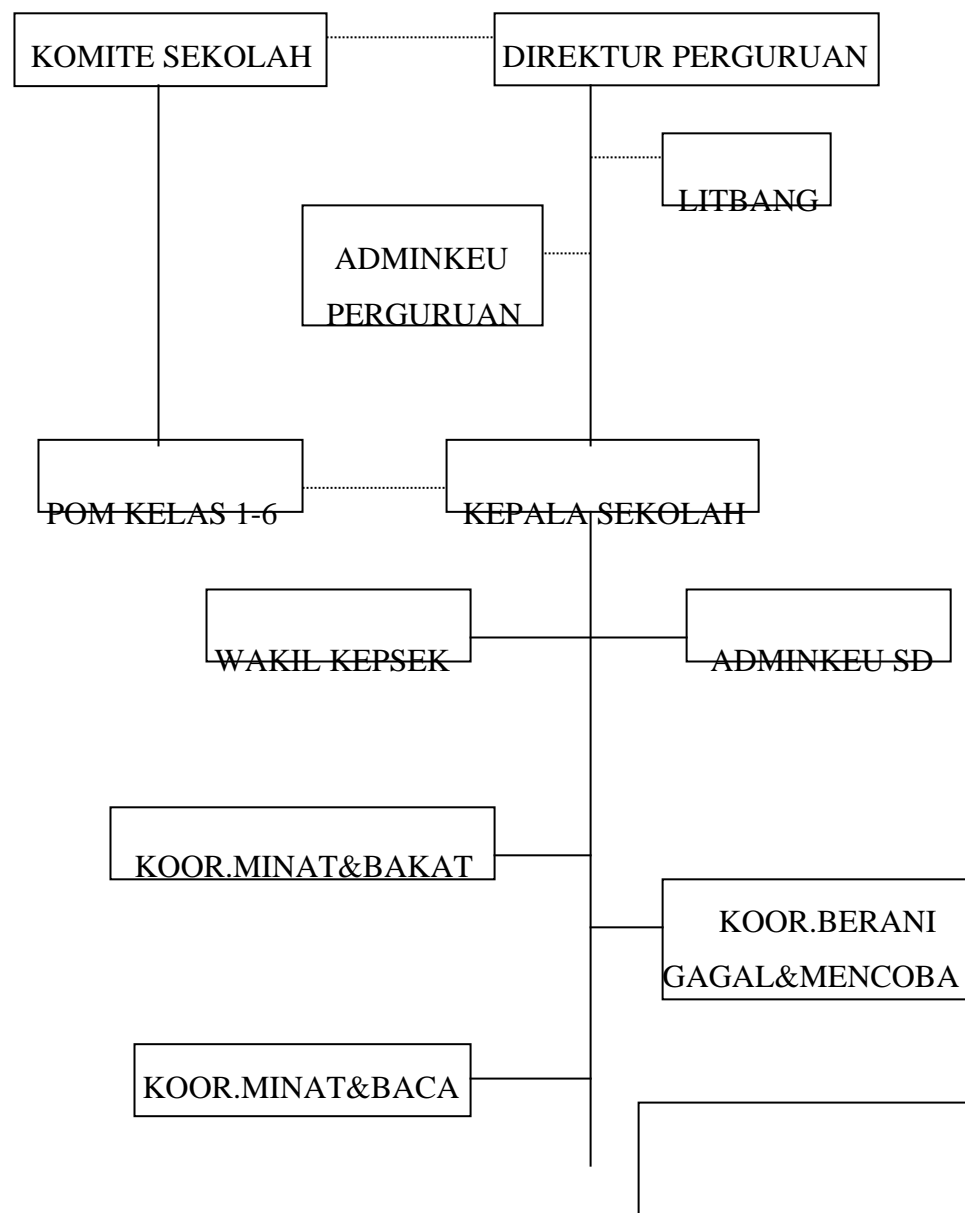 KOMITE SEKOLAH
DIREKTUR PERGURUAN
LITBANG
ADMINKEU
PERGURUAN
POM KELAS 1-6
KEPALA SEKOLAH
WAKIL KEPSEK
ADMINKEU SD
KOOR.MINAT&BAKAT
KOOR.BERANI
GAGAL&MENCOBA
KOOR.MINAT&BACA